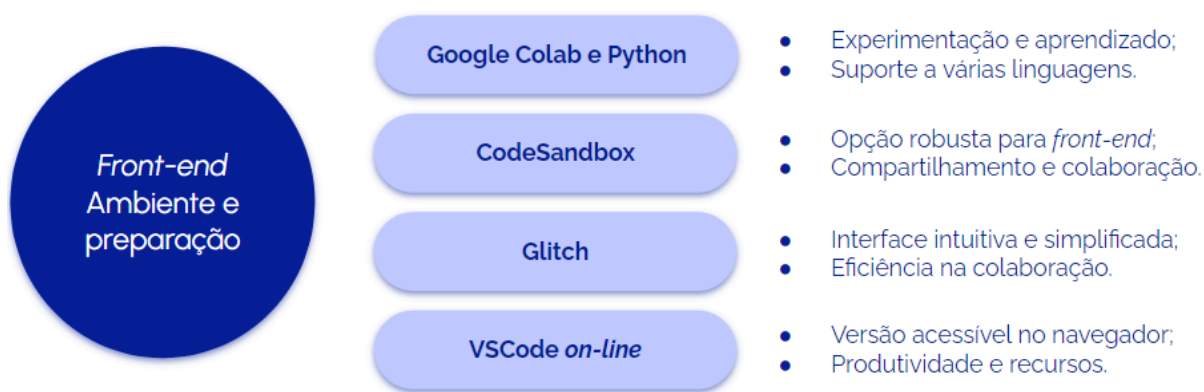 Front-end
Ambiente e
preparação
Google Colab e Python
● Experimentação e aprendizado;
● Suporte a várias linguagens.
CodeSandbox
● Opção robusta para front-end;
● Compartilhamento e colaboração.
Glitch
● Interface intuitiva e simplificada;
● Eficiência na colaboração.
VSCode on-line
● Versão acessível no navegador;
● Produtividade e recursos.